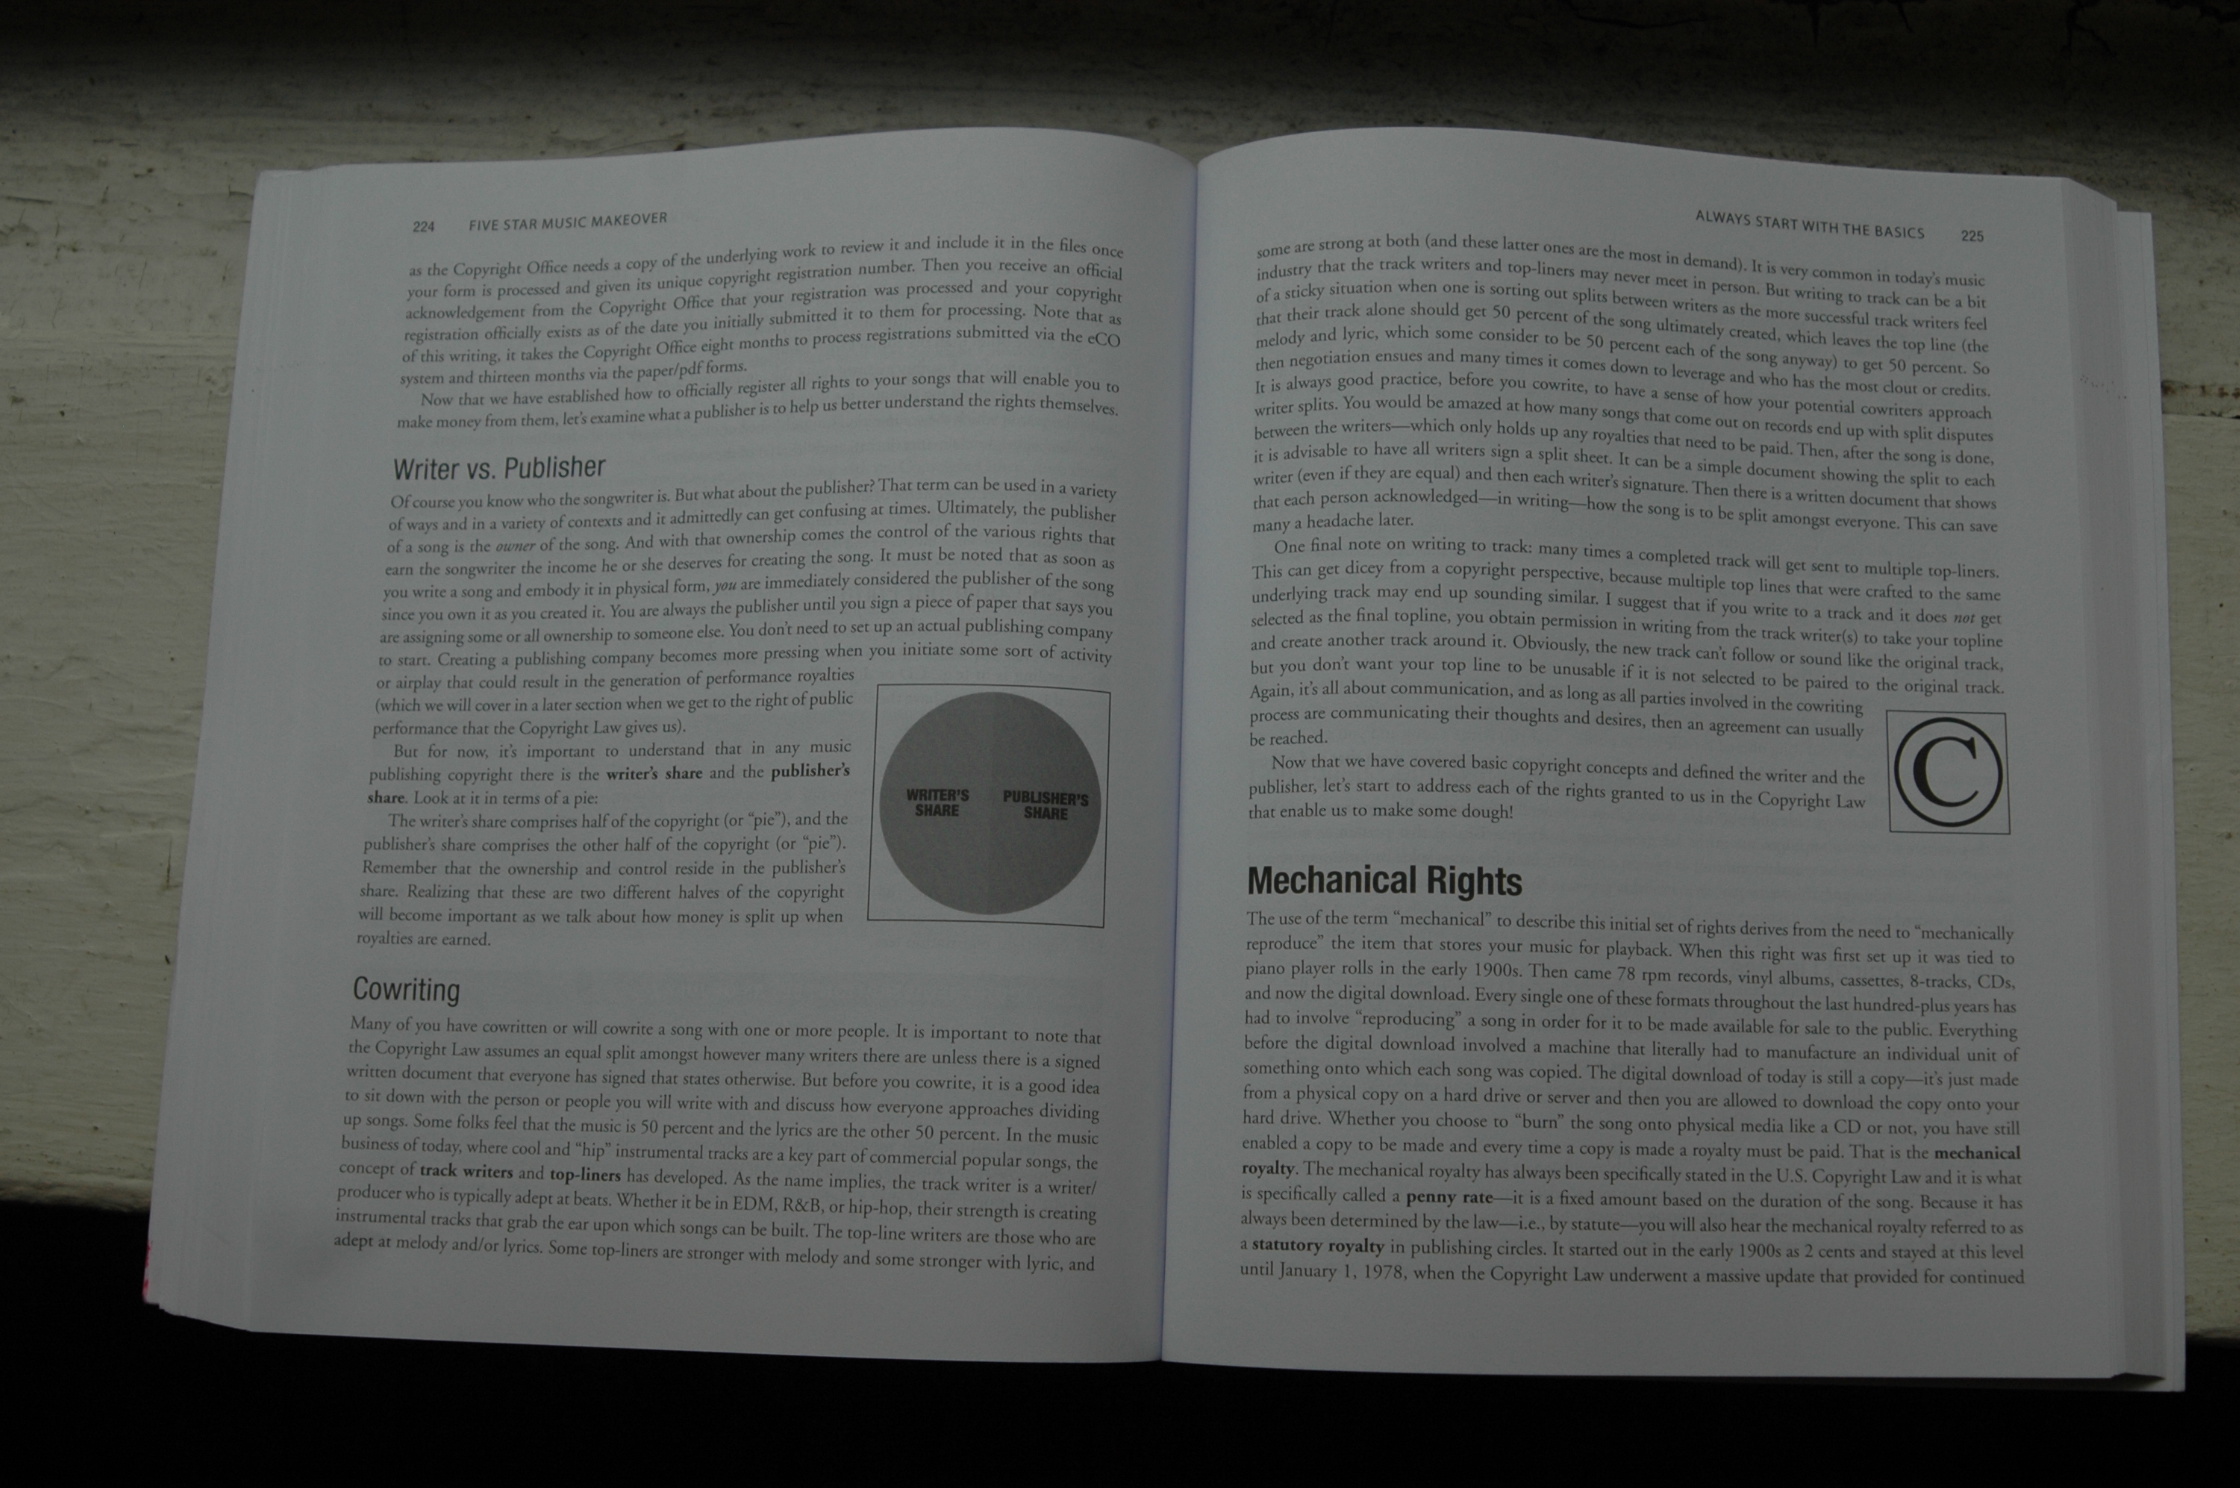 224 FIVE STAR MUSIC MAKEOVER
as the Copyright Office needs a copy of the underlying work to review it and include it in the files once
your form is processed and given its unique copyright registration number. Then you receive an official
acknowledgement from the Copyright Office that your registration was processed and your copyright
registration officially exists as of the date you initially submitted it to them for processing. Note that as
of this writing, it takes the Copyright Office eight months to process registrations submitted via the eCO
system and thirteen months via the paper/pdf forms.
Now that we have established how to officially register all rights to your songs that will enable you to
make money from them, let's examine what a publisher is to help us better understand the rights themselves.
Writer vs. Publisher
Of course you know who the songwriter is. But what about the publisher? That term can be used in a variety
of ways and in a variety of contexts and it admittedly can get confusing at times. Ultimately, the publisher
of a song is the owner of the song. And with that ownership comes the control of the various rights that
earn the songwriter the income he or she deserves for creating the song. It must be noted that as soon as
you write a song and embody it in physical form, you are immediately considered the publisher of the song
since you own it as you created it. You are always the publisher until you sign a piece of paper that says you
are assigning some or all ownership to someone else. You don't need to set up an actual publishing company
to start. Creating a publishing company becomes more pressing when you initiate some sort of activity
or airplay that could result in the generation of performance royalties
(which we will cover in a later section when we get to the right of public
performance that the Copyright Law gives us).
But for now, it's important to understand that in any music
publishing copyright there is the writer's share and the publisher's
share. Look at it in terms of a pie:
The writer's share comprises half of the copyright (or "pie"), and the
publisher's share comprises the other half of the copyright (or "pie").
Remember that the ownership and control reside in the publisher's
share. Realizing that these are two different halves of the copyright
will become important as we talk about how money is split up when
royalties are earned.
WRITER'S
SHARE
PUBLISHER'S
SHARE
Cowriting
Many of you have cowritten or will cowrite a song with one or more people. It is important to note that
the Copyright Law assumes an equal split amongst however many writers there are unless there is a signed
written document that everyone has signed that states otherwise. But before you cowrite, it is a good idea
to sit down with the person or people you will write with and discuss how everyone approaches dividing
up songs. Some folks feel that the music is 50 percent and the lyrics are the other 50 percent. In the music
business of today, where cool and "hip" instrumental tracks are a key part of commercial popular songs, the
concept of track writers and top-liners has developed. As the name implies, the track writer is a writer/
producer who is typically adept at beats. Whether it be in EDM, R&B, or hip-hop, their strength is creating
instrumental tracks that grab the ear upon which songs can be built. The top-line writers are those who are
adept at melody and/or lyrics. Some top-liners are stronger with melody and some stronger with lyric, and
ALWAYS START WITH THE BASICS 225
some are strong at both (and these latter ones are the most in demand). It is very common in today's music
industry that the track writers and top-liners may never meet in person. But writing to track can be a bit
of a sticky situation when one is sorting out splits between writers as the more successful track writers feel
that their track alone should get 50 percent of the song ultimately created, which leaves the top line (the
melody and lyric, which some consider to be 50 percent each of the song anyway) to get 50 percent. So
then negotiation ensues and many times it comes down to leverage and who has the most clout or credits.
It is always good practice, before you cowrite, to have a sense of how your potential cowriters approach
writer splits. You would be amazed at how many songs that come out on records end up with split disputes
between the writers—which only holds up any royalties that need to be paid. Then, after the song is done,
it is advisable to have all writers sign a split sheet. It can be a simple document showing the split to each
writer (even if they are equal) and then each writer's signature. Then there is a written document that shows
that each person acknowledged—in writing—how the song is to be split amongst everyone. This can save
many a headache later.
One final note on writing to track: many times a completed track will get sent to multiple top-liners.
This can get dicey from a copyright perspective, because multiple top lines that were crafted to the same
underlying track may end up sounding similar. I suggest that if you write to a track and it does not get
selected as the final topline, you obtain permission in writing from the track writer(s) to take your topline
and create another track around it. Obviously, the new track can't follow or sound like the original track,
but you don't want your top line to be unusable if it is not selected to be paired to the original track.
Again, it's all about communication, and as long as all parties involved in the cowriting
process are communicating their thoughts and desires, then an agreement can usually
be reached.
Now that we have covered basic copyright concepts and defined the writer and the
publisher, let's start to address each of the rights granted to us in the Copyright Law
that enable us to make some dough!
©
Mechanical Rights
The use of the term "mechanical" to describe this initial set of rights derives from the need to "mechanically
reproduce" the item that stores your music for playback. When this right was first set up it was tied to
piano player rolls in the early 1900s. Then came 78 rpm records, vinyl albums, cassettes, 8-tracks, CDs,
and now the digital download. Every single one of these formats throughout the last hundred-plus years has
had to involve "reproducing" a song in order for it to be made available for sale to the public. Everything
before the digital download involved a machine that literally had to manufacture an individual unit of
something onto which each song was copied. The digital download of today is still a copy—it's just made
from a physical copy on a hard drive or server and then you are allowed to download the copy onto your
hard drive. Whether you choose to "burn" the song onto physical media like a CD or not, you have still
enabled a copy to be made and every time a copy is made a royalty must be paid. That is the mechanical
royalty. The mechanical royalty has always been specifically stated in the U.S. Copyright Law and it is what
is specifically called a penny rate—it is a fixed amount based on the duration of the song. Because it has
always been determined by the law—i.e., by statute—you will also hear the mechanical royalty referred to as
a statutory royalty in publishing circles. It started out in the early 1900s as 2 cents and stayed at this level
until January 1, 1978, when the Copyright Law underwent a massive update that provided for continued